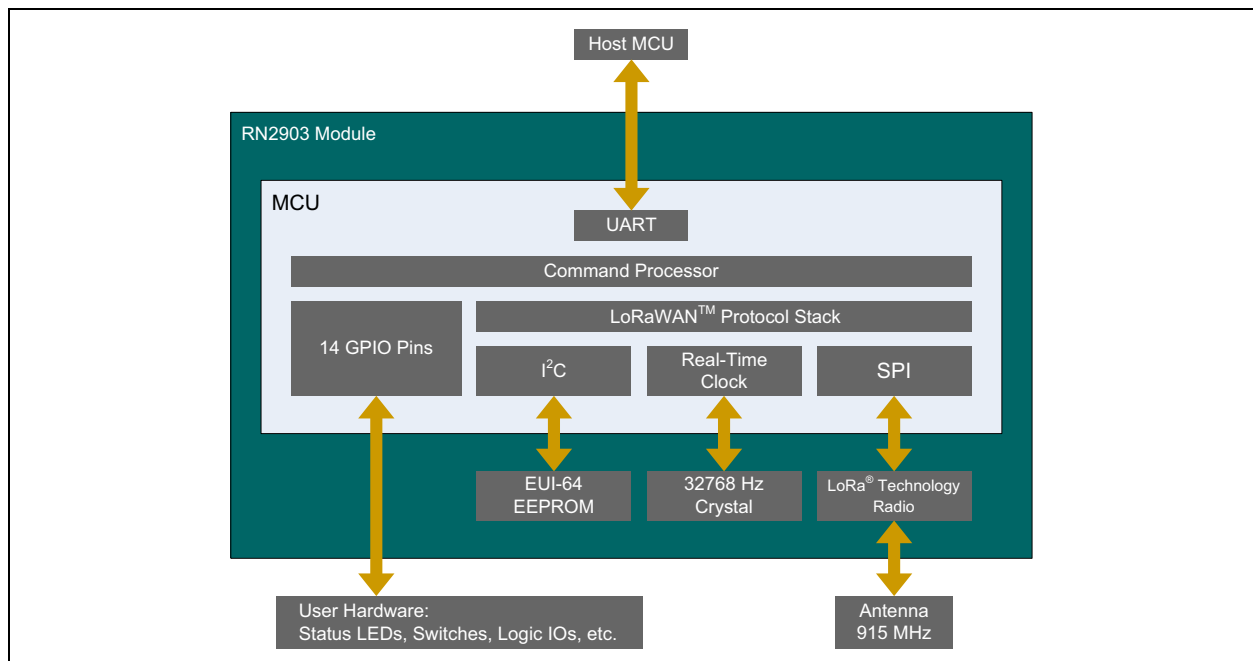 Host MCU
RN2903 Module
MCU
UART
Command Processor
14 GPIO Pins
LoRaWAN™ Protocol Stack
I²C
Real-Time
Clock
SPI
EUI-64
EEPROM
32768 Hz
Crystal
LoRa® Technology
Radio
User Hardware:
Status LEDs, Switches, Logic IOs, etc.
Antenna
915 MHz